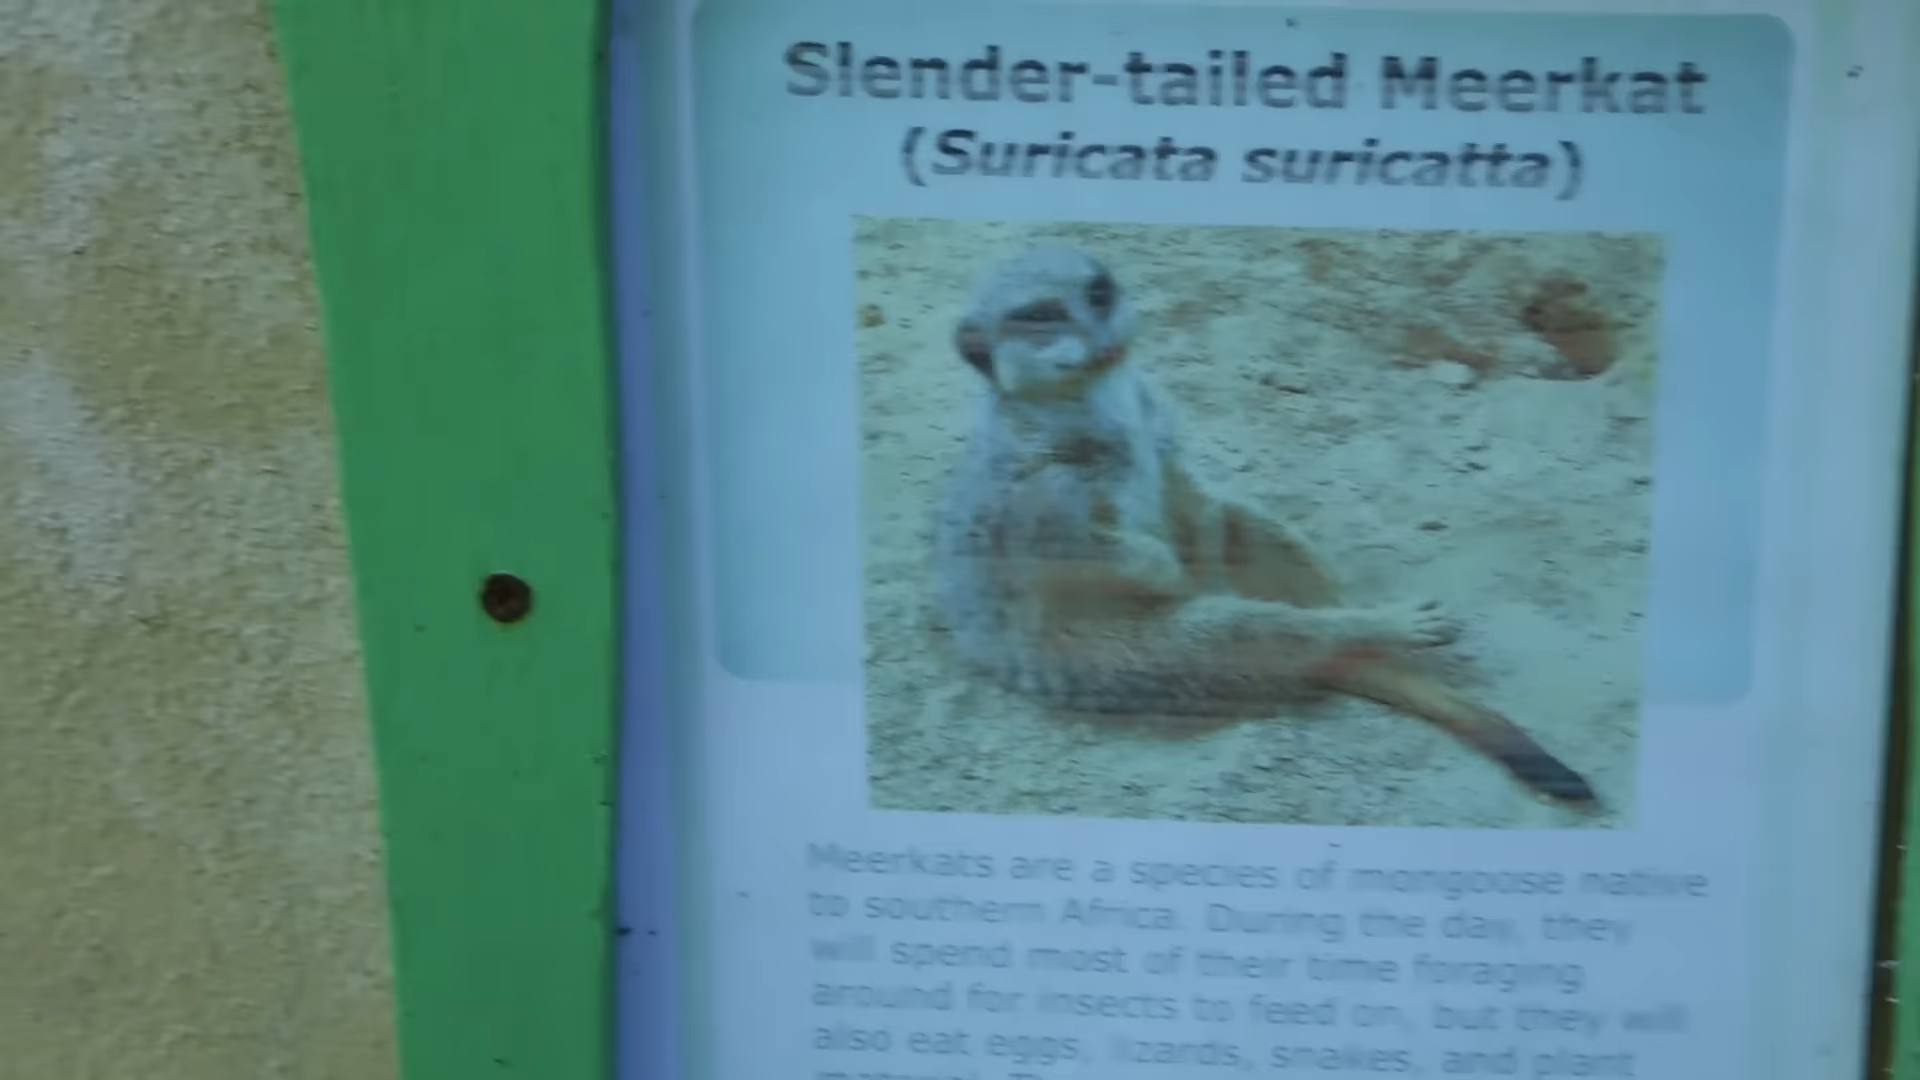 Slender-tailed Meerkat
(Suricata suricatta)
Meerkats are a species of mongoose native
to southern Africa. During the day, they
will spend most of their time foraging
around for insects to feed on, but they will
also eat eggs, lizards, snakes, and plant